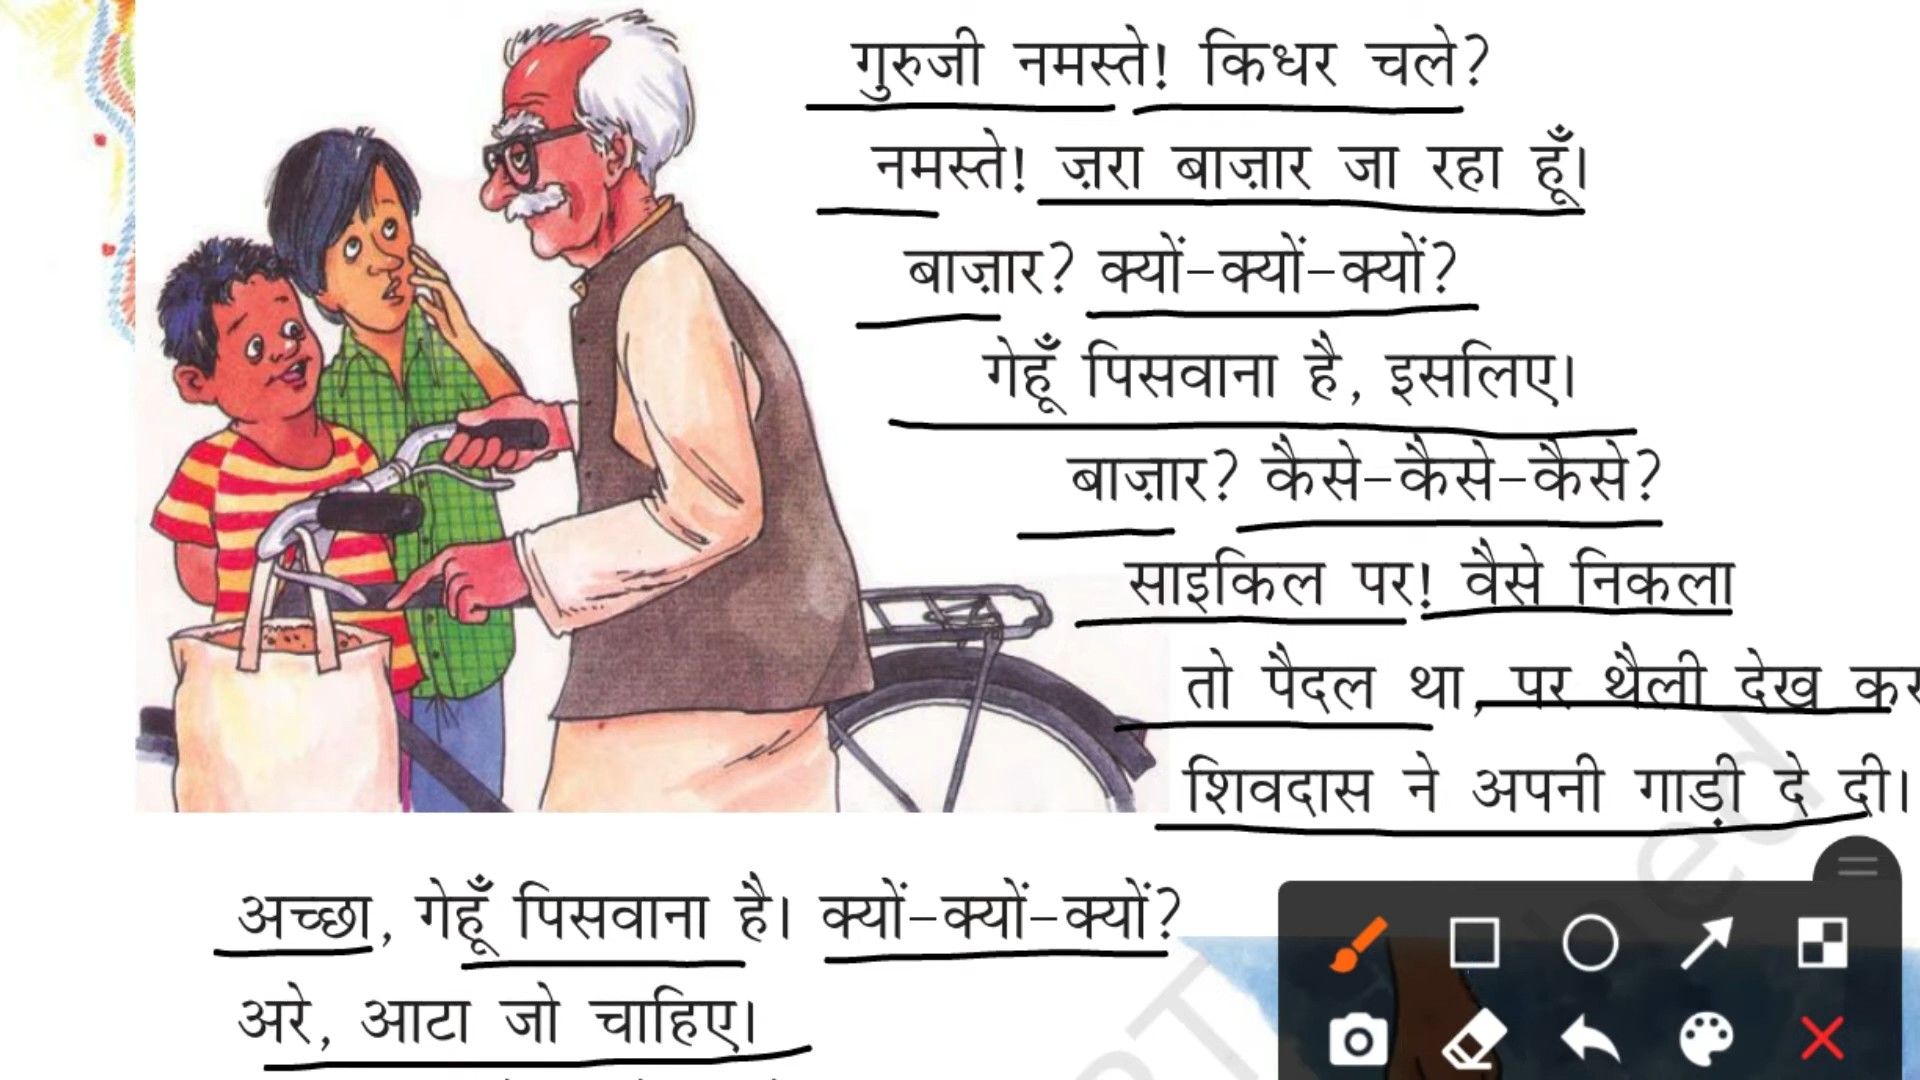 गुरुजी नमस्ते! किधर चले?
नमस्ते! ज़रा बाज़ार जा रहा हूँ।
बाज़ार? क्यों-क्यों-क्यों?
गेहूँ पिसवाना है, इसलिए।
बाज़ार? कैसे-कैसे-कैसे?
साइकिल पर! वैसे निकला
तो पैदल था, पर थैली देख कर
शिवदास ने अपनी गाड़ी दे दी।
अच्छा, गेहूँ पिसवाना है। क्यों-क्यों-क्यों?
अरे, आटा जो चाहिए।